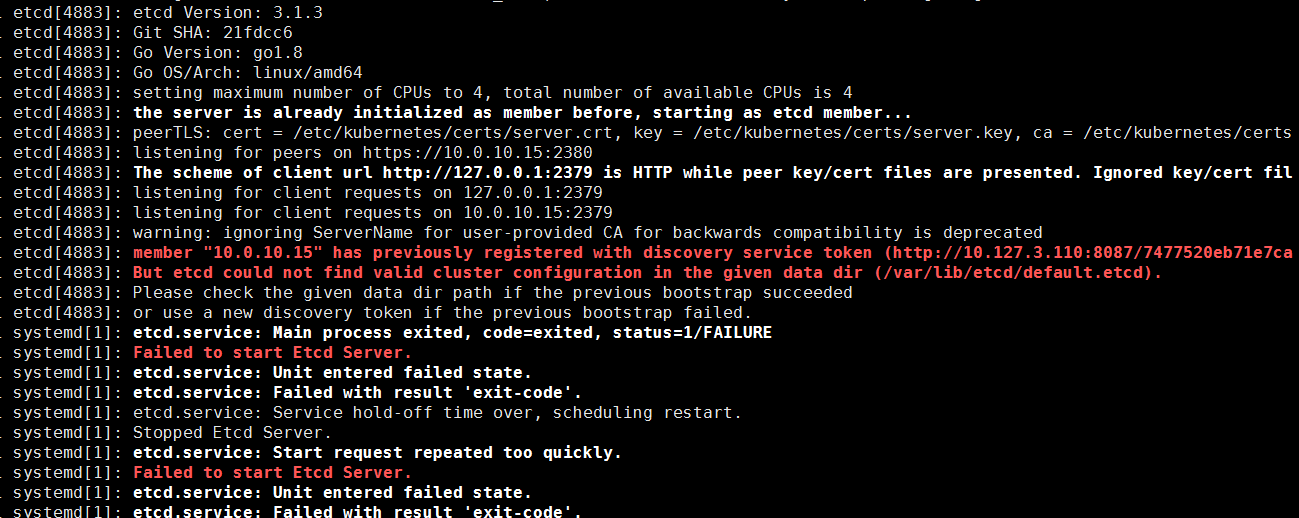 etcd[4883]: etcd Version: 3.1.3
etcd[4883]: Git SHA: 21fdcc6
etcd[4883]: Go Version: go1.8
etcd[4883]: Go OS/Arch: linux/amd64
etcd[4883]: setting maximum number of CPUs to 4, total number of available CPUs is 4
etcd[4883]: the server is already initialized as member before, starting as etcd member...
etcd[4883]: peerTLS: cert = /etc/kubernetes/certs/server.crt, key = /etc/kubernetes/certs/server.key, ca = /etc/kubernetes/certs
etcd[4883]: listening for peers on https://10.0.10.15:2380
etcd[4883]: The scheme of client url http://127.0.0.1:2379 is HTTP while peer key/cert files are presented. Ignored key/cert fil
etcd[4883]: listening for client requests on 127.0.0.1:2379
etcd[4883]: listening for client requests on 10.0.10.15:2379
etcd[4883]: warning: ignoring ServerName for user-provided CA for backwards compatibility is deprecated
etcd[4883]: member "10.0.10.15" has previously registered with discovery service token (http://10.127.3.110:8087/7477520eb71e7ca
etcd[4883]: But etcd could not find valid cluster configuration in the given data dir (/var/lib/etcd/default.etcd).
etcd[4883]: Please check the given data dir path if the previous bootstrap succeeded
etcd[4883]: or use a new discovery token if the previous bootstrap failed.
systemd[1]: etcd.service: Main process exited, code=exited, status=1/FAILURE
systemd[1]: Failed to start Etcd Server.
systemd[1]: etcd.service: Unit entered failed state.
systemd[1]: etcd.service: Failed with result 'exit-code'.
systemd[1]: etcd.service: Service hold-off time over, scheduling restart.
systemd[1]: Stopped Etcd Server.
systemd[1]: etcd.service: Start request repeated too quickly.
systemd[1]: Failed to start Etcd Server.
systemd[1]: etcd.service: Unit entered failed state.
systemd[1]: etcd.service: Failed with result 'exit-code'.